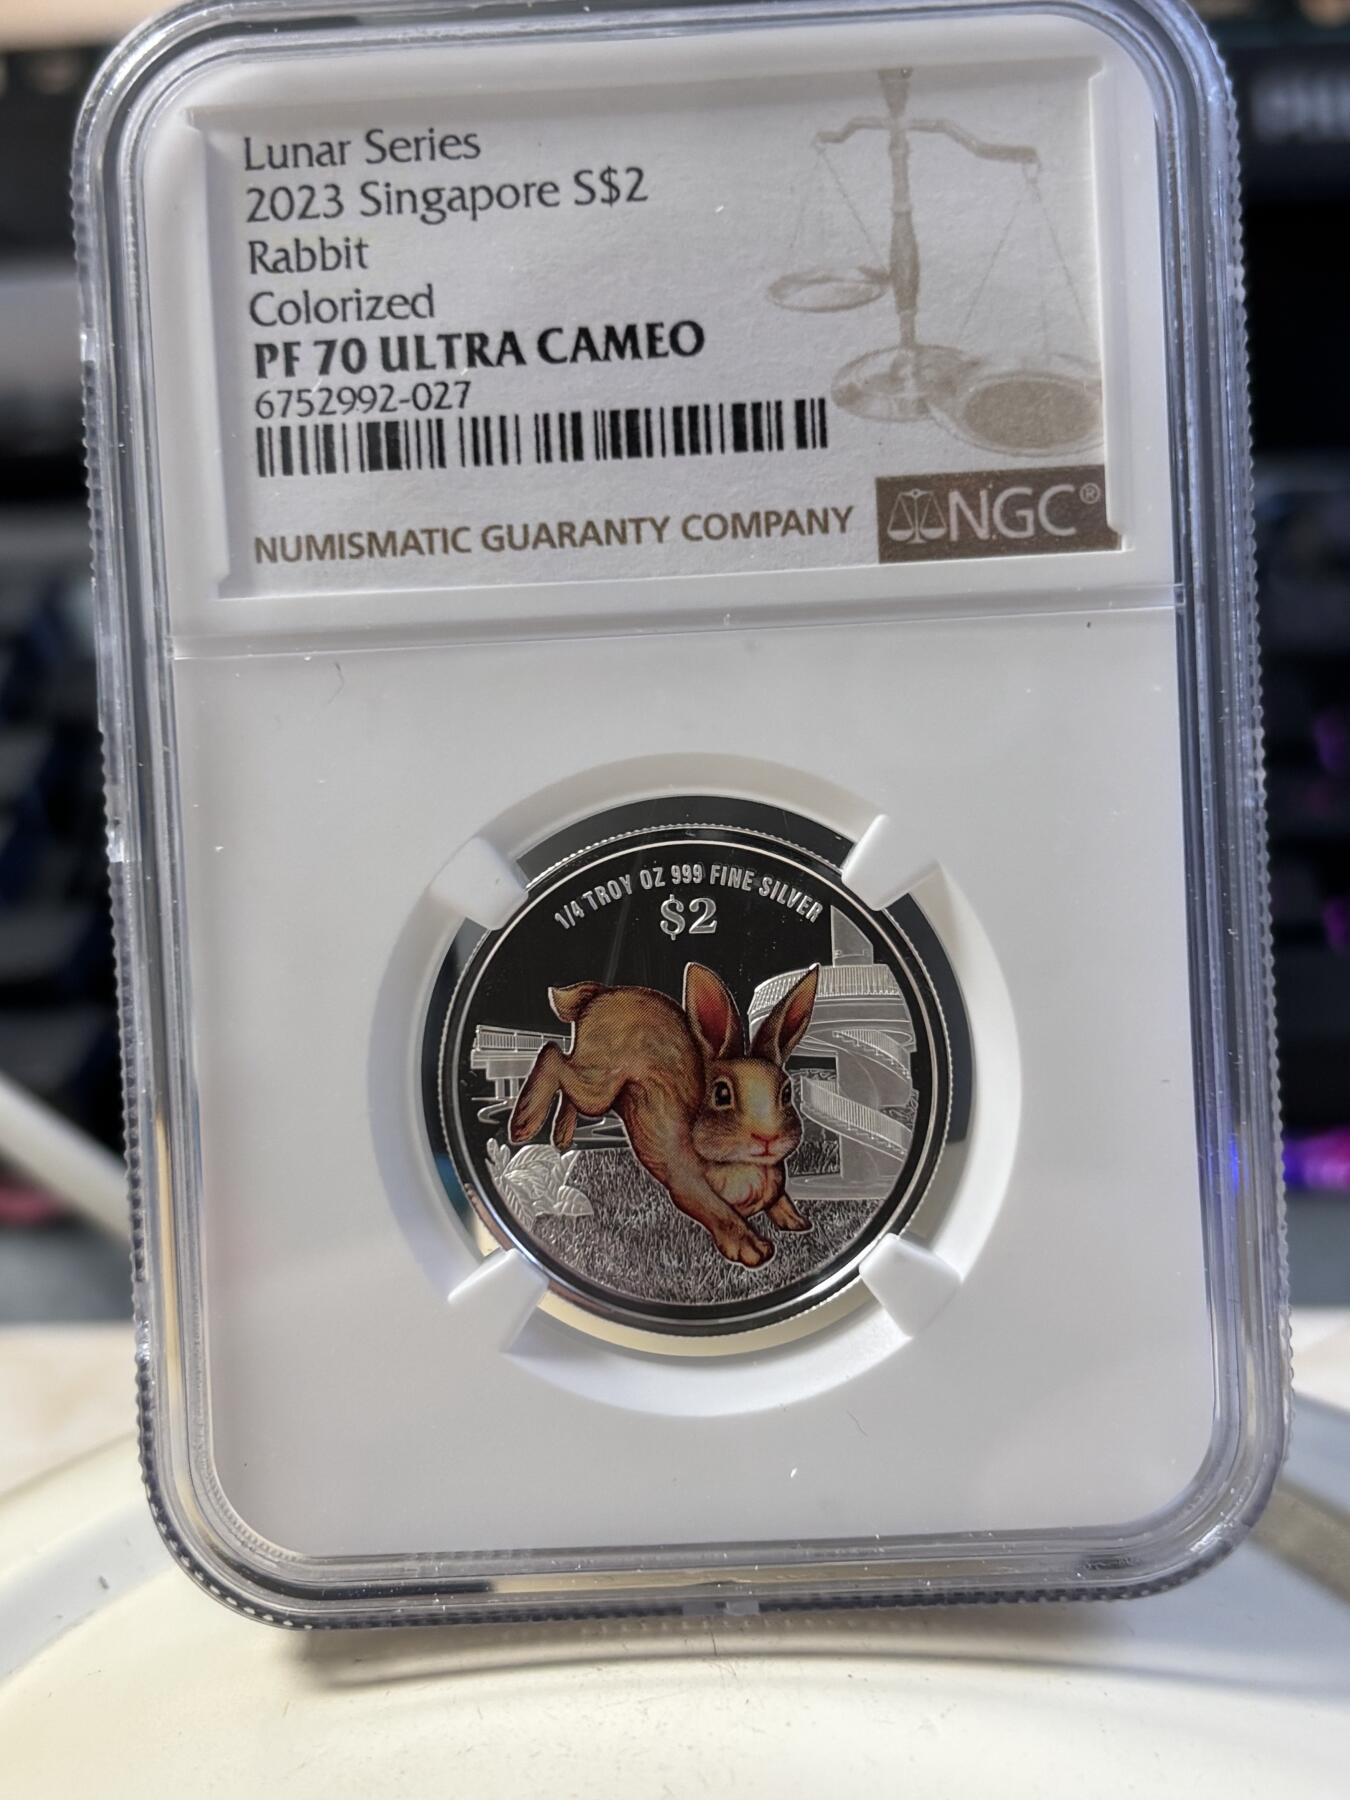 Lunar Series
2023 Singapore S$2
Rabbit
Colorized
PF 70 ULTRA CAMEO
6752992-027
NUMISMATIC GUARANTY COMPANY
NGC®
1/4 TROY OZ 999 FINE SILVER
$2